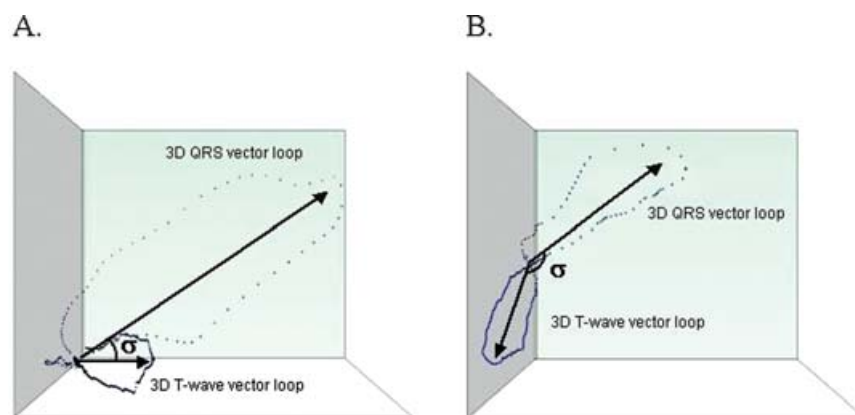 A.
3D QRS vector loop
σ
3D T-wave vector loop
B.
3D QRS vector loop
σ
3D T-wave vector loop